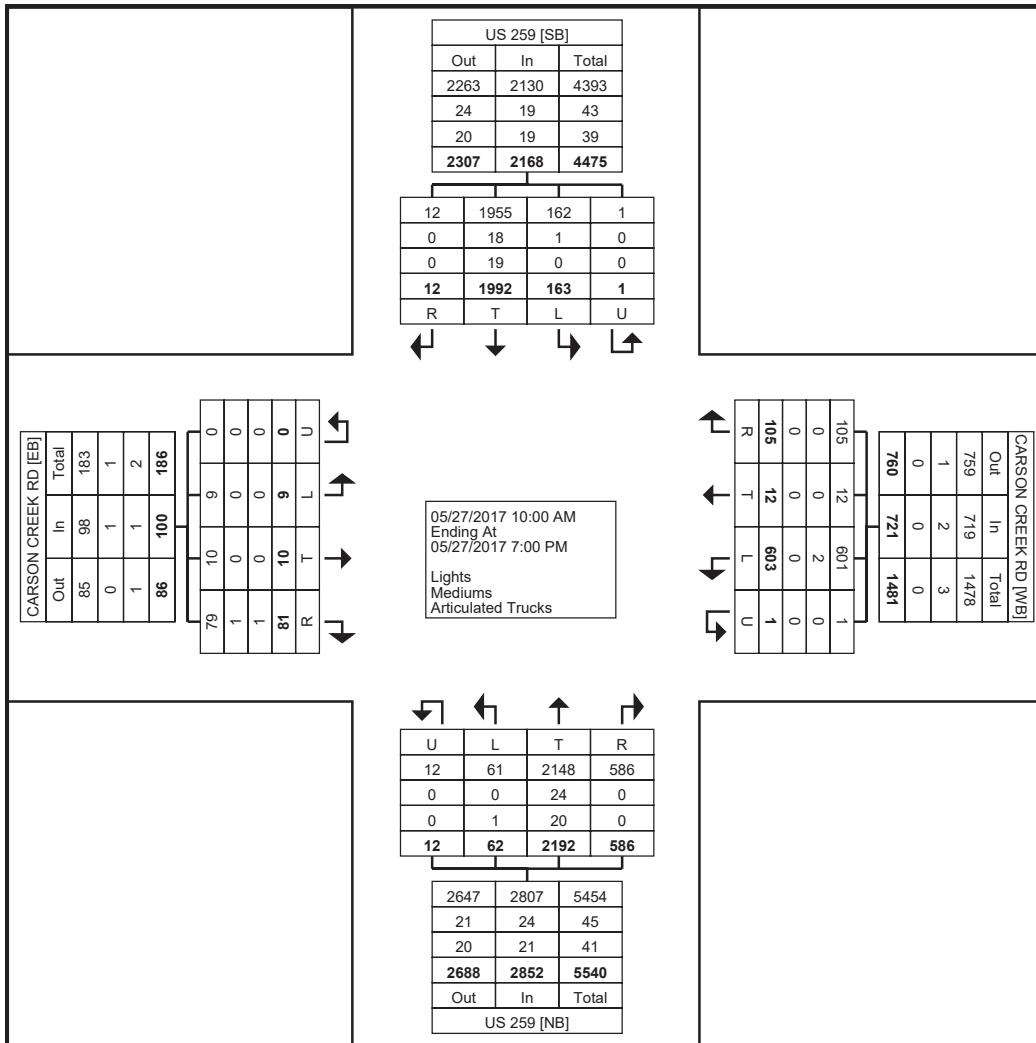 US 259 [SB]
Out In Total
2263 2130 4393
24 19 43
20 19 39
2307 2168 4475
12 1955 162 1
0 18 1 0
0 19 0 0
12 1992 163 1
R T L U
CARSON CREEK RD [EB]
Total 183 1 2 186
In 98 1 1 100
Out 85 0 1 86
0 0 0 0 U
9 0 0 9 L
10 0 0 10 T
79 1 1 81 R
05/27/2017 10:00 AM
Ending At
05/27/2017 7:00 PM
Lights
Mediums
Articulated Trucks
R 105 0 0 105
T 12 0 0 12
L 603 0 2 601
U 1 0 0 1
CARSON CREEK RD [WB]
Out In Total
759 719 1478
1 2 3
0 0 0
760 721 1481
U L T R
12 61 2148 586
0 0 24 0
0 1 20 0
12 62 2192 586
2647 2807 5454
21 24 45
20 21 41
2688 2852 5540
Out In Total
US 259 [NB]